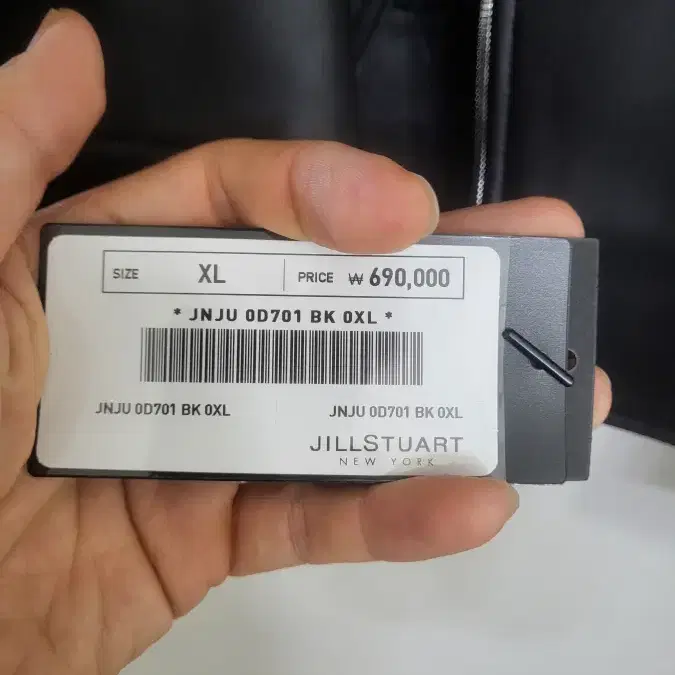 SIZE XL PRICE ₩ 690,000
* JNJU 0D701 BK 0XL *
JNJU 0D701 BK 0XL JNJU 0D701 BK 0XL
JILLSTUART
NEW YORK